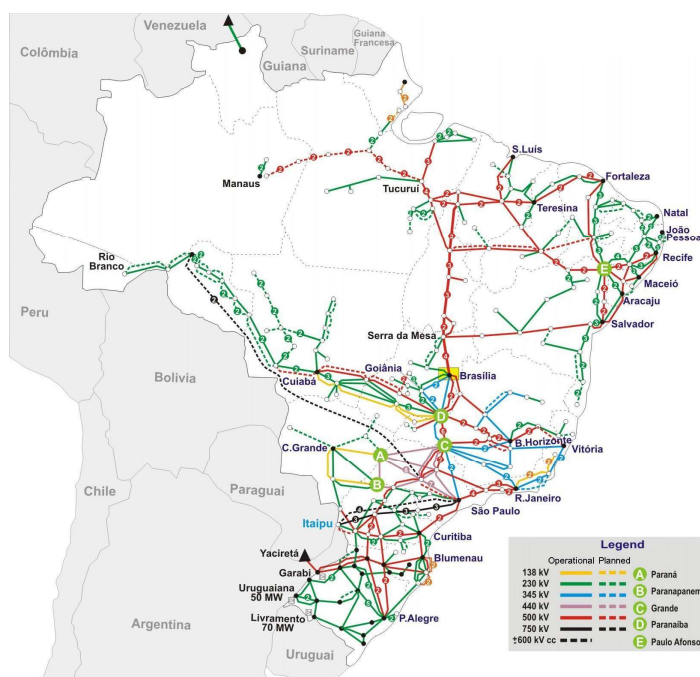 Venezuela
Guiana
Francesa
Suriname
Colômbia
Guiana
S.Luís
Fortaleza
Manaus
Tucuruí
Teresina
Natal
João
Pessoa
Rio
Branco
Recife
E
Maceió
Aracaju
Peru
Salvador
Serra da Mesa
Goiânia
Brasília
Cuiabá
Bolivia
D
C
B.Horizonte
Vitória
C.Grande
A
B
Paraguai
R.Janeiro
Chile
São Paulo
Itaipu
Curitiba
Yaciretá
Blumenau
Garabi
Uruguaiana
50 MW
Livramento
70 MW
P.Alegre
Argentina
Uruguai
Legend
Operational Planned
138 kV A Paraná
230 kV B Paranapanem
345 kV
440 kV C Grande
500 kV D Paranaíba
750 kV
±600 kV cc E Paulo Afonso